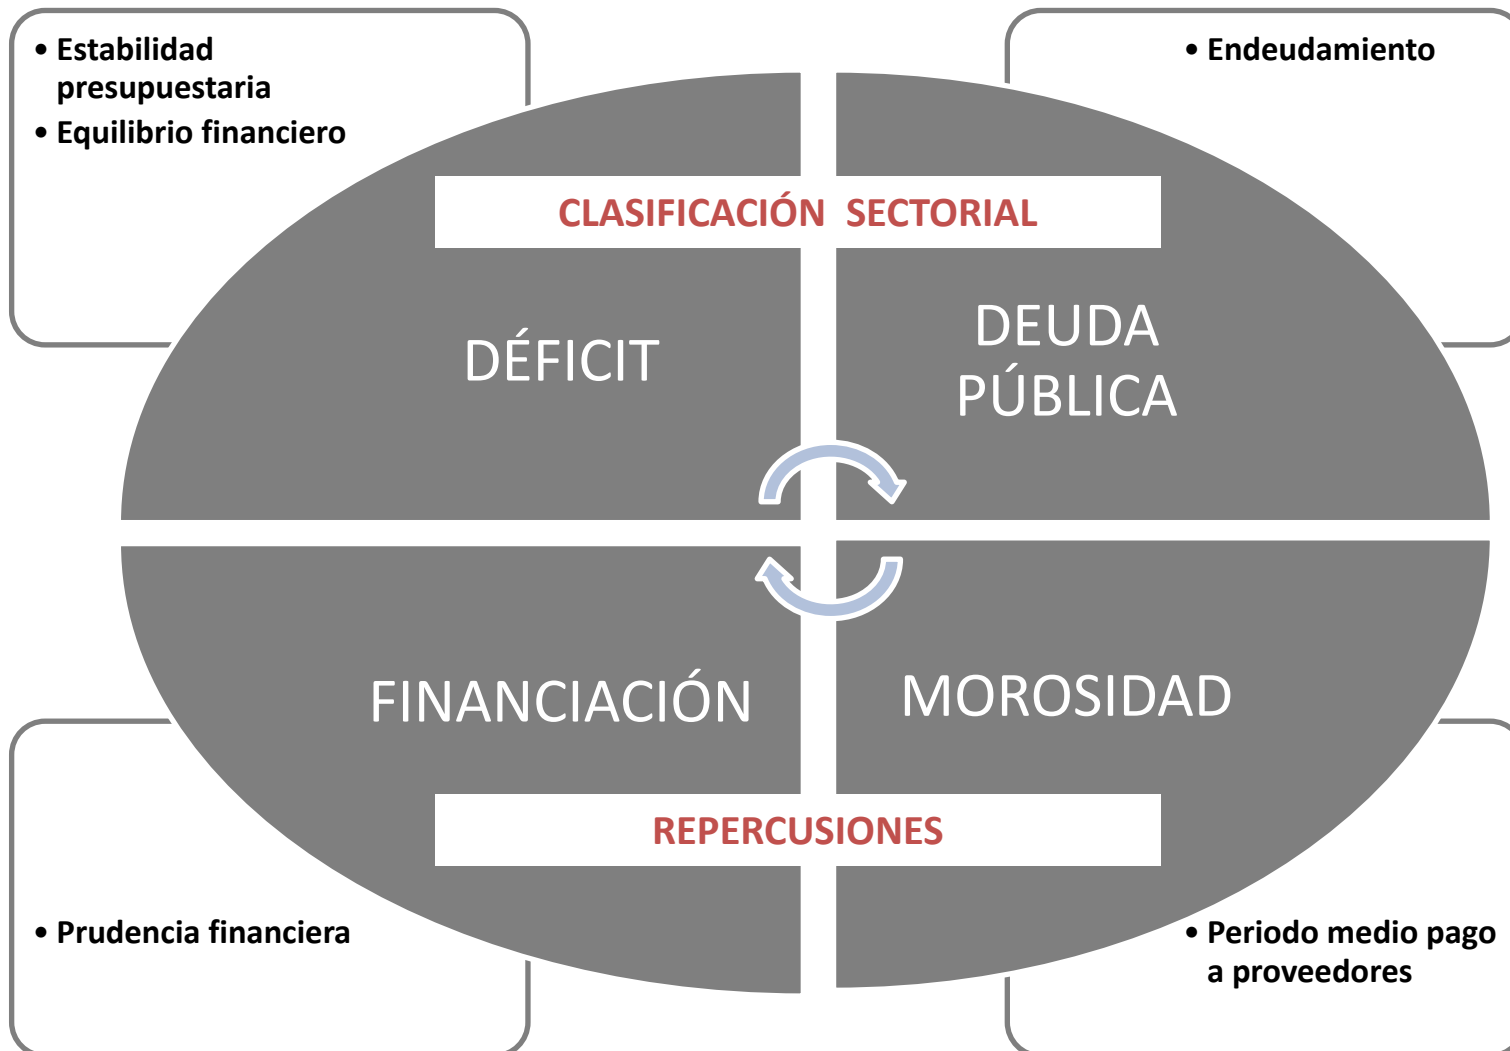 • Estabilidad
presupuestaria
• Equilibrio financiero
• Endeudamiento
CLASIFICACIÓN SECTORIAL
DÉFICIT
DEUDA
PÚBLICA
FINANCIACIÓN
MOROSIDAD
REPERCUSIONES
• Prudencia financiera
• Periodo medio pago
a proveedores